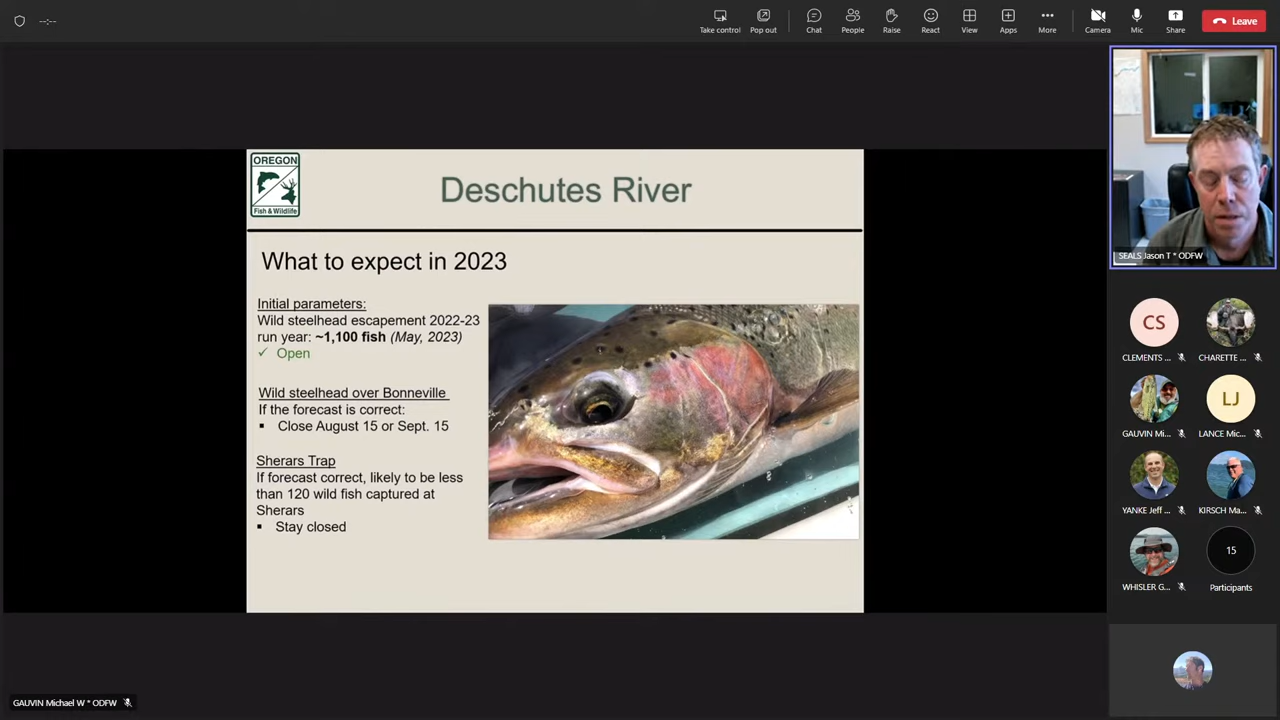 --:--
Take control
Pop out
Chat
People
Raise
React
View
Apps
More
Camera
Mic
Share
Leave
OREGON
Fish & Wildlife
Deschutes River
What to expect in 2023
Initial parameters:
Wild steelhead escapement 2022-23
run year: ~1,100 fish (May, 2023)
✓ Open
Wild steelhead over Bonneville
If the forecast is correct:
▪ Close August 15 or Sept. 15
Sherars Trap
If forecast correct, likely to be less
than 120 wild fish captured at
Sherars
▪ Stay closed
SEALS Jason T * ODFW
CS
CLEMENTS ...
CHARETTE ...
GAUVIN Mi...
LJ
LANCE Mic...
YANKE Jeff ...
KIRSCH Ma...
WHISLER G...
15
Participants
GAUVIN Michael W * ODFW